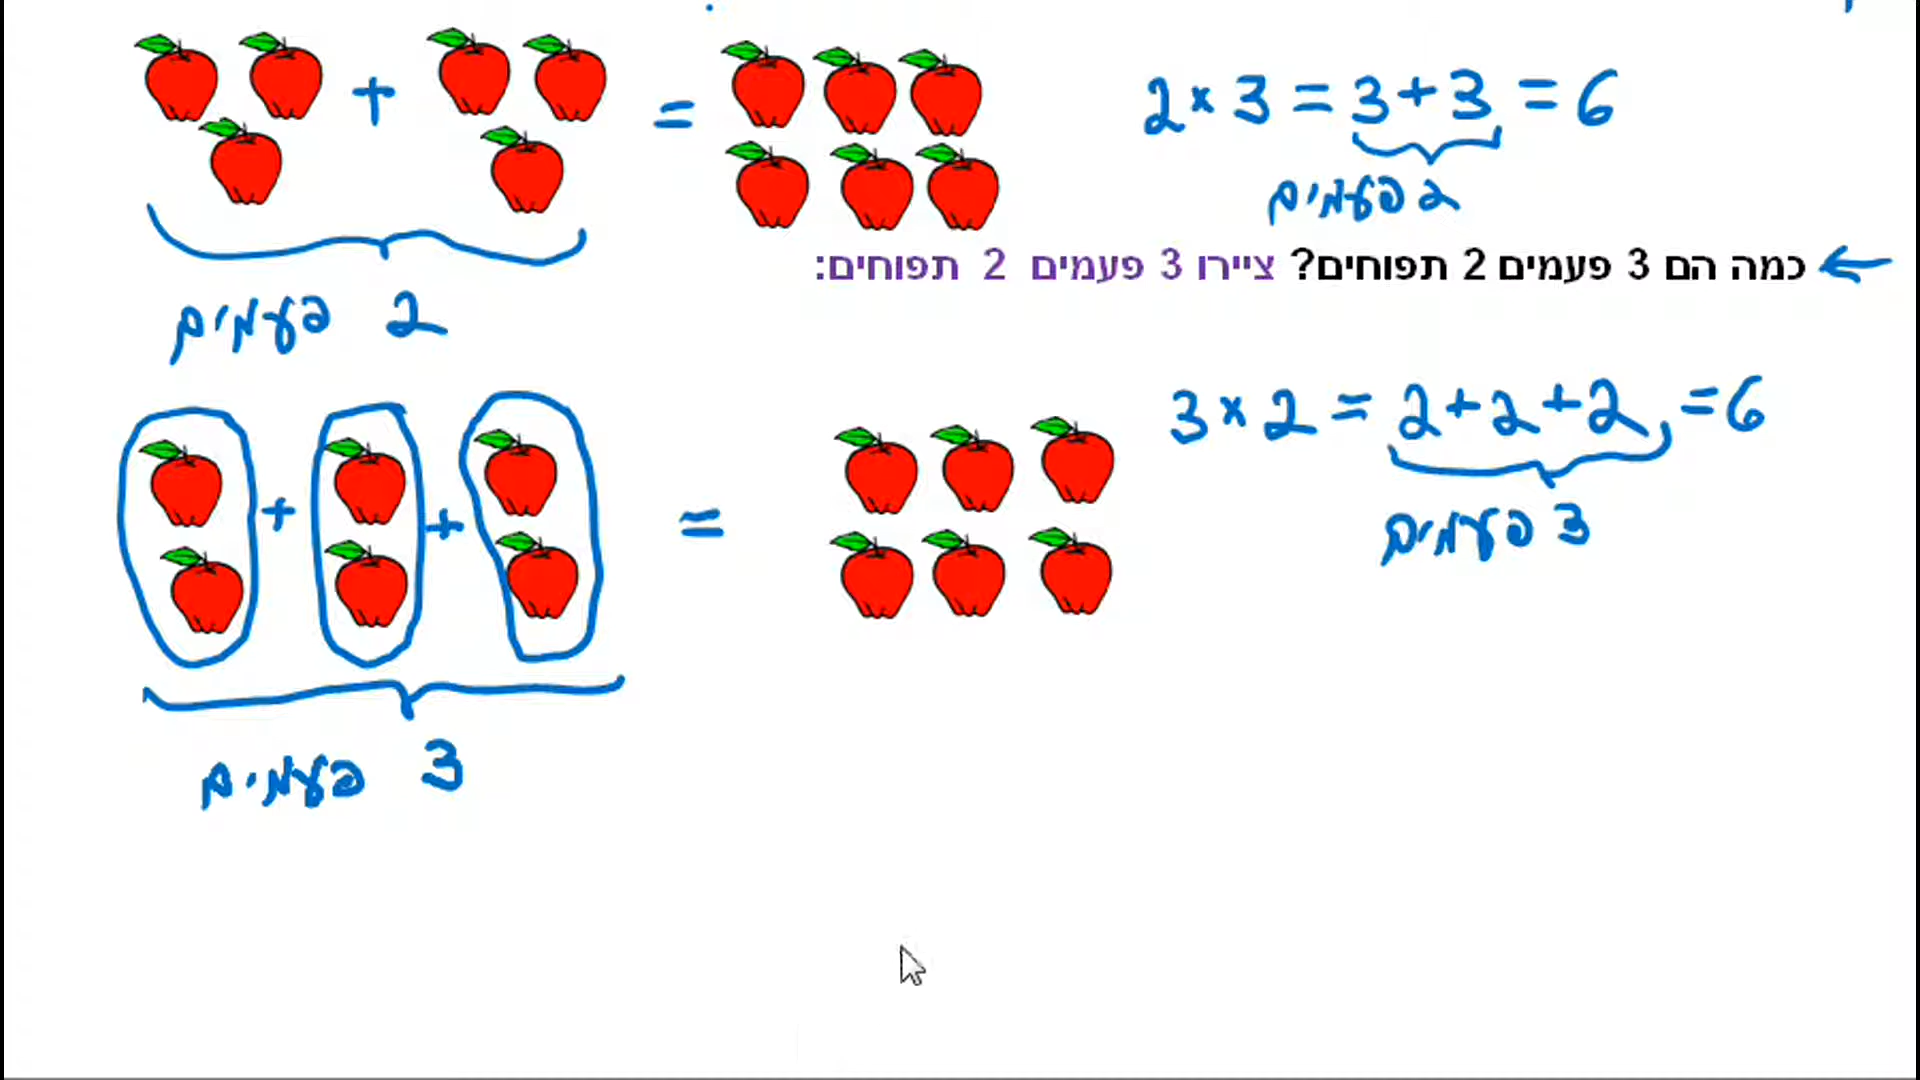 + =
2 × 3 = 3 + 3 = 6
2 פעמים
2 פעמים
כמה הם 3 פעמים 2 תפוחים? ציירו 3 פעמים 2 תפוחים:
3 × 2 = 2 + 2 + 2 = 6
3 פעמים
+ + =
3 פעמים